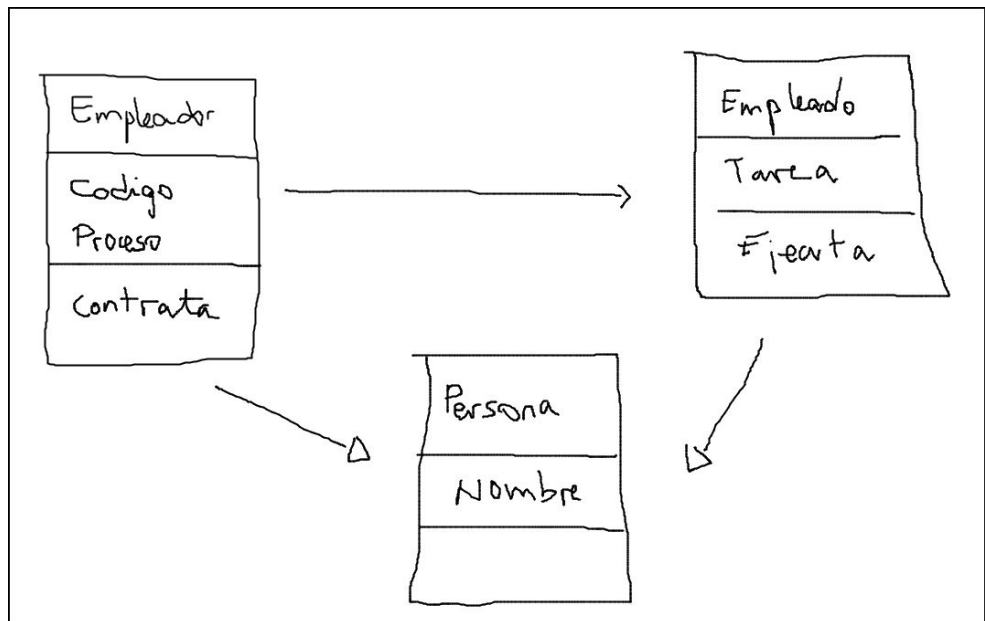 Empleador
Codigo
Proceso
Contrata
Empleado
Tarea
Ejecuta
Persona
Nombre